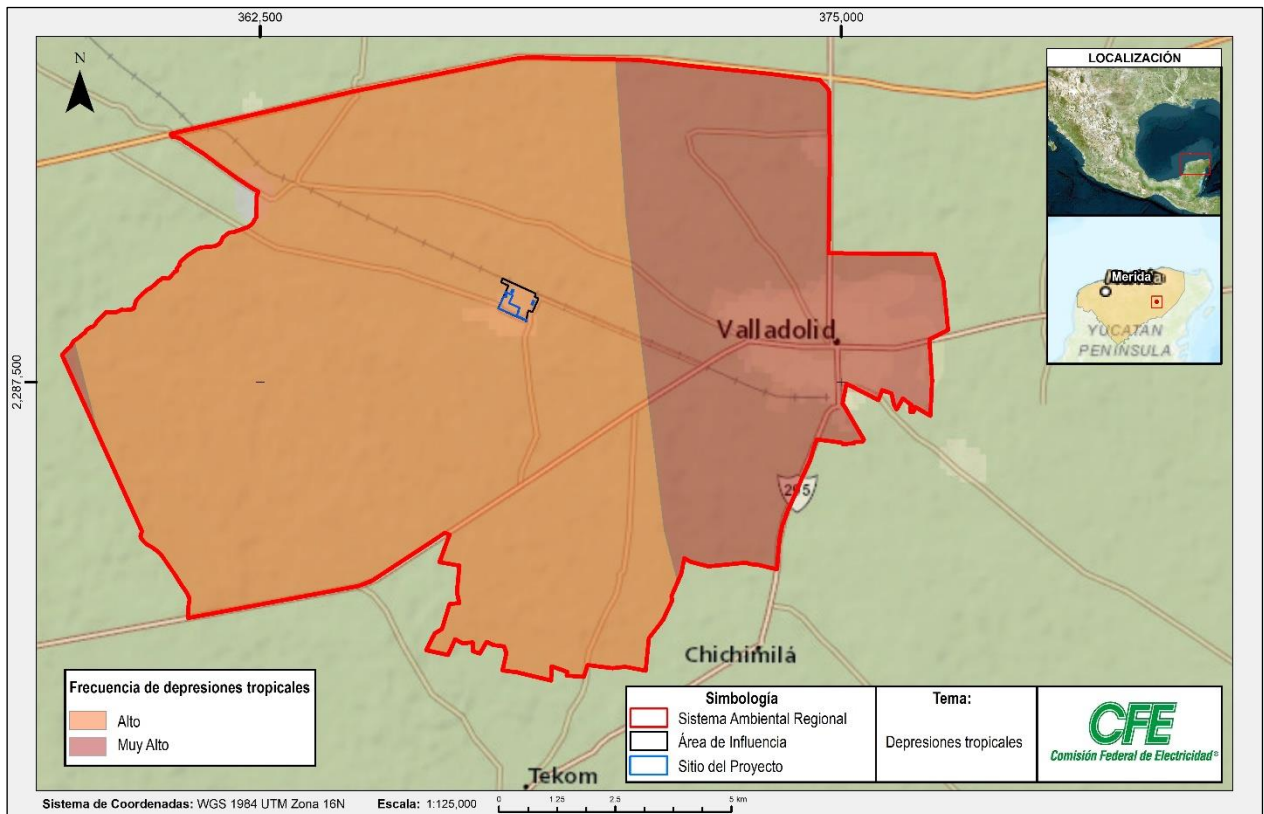 362,500
375,000
2,287,500
N
LOCALIZACIÓN
Merida
YUCATAN
PENINSULA
Valladolid
295
Chichimilá
Tekom
Frecuencia de depresiones tropicales
Alto
Muy Alto
Simbología
Sistema Ambiental Regional
Área de Influencia
Sitio del Proyecto
Tema:
Depresiones tropicales
CFE
Comisión Federal de Electricidad®
Sistema de Coordenadas: WGS 1984 UTM Zona 16N
Escala: 1:125,000
0 1.25 2.5 5 km